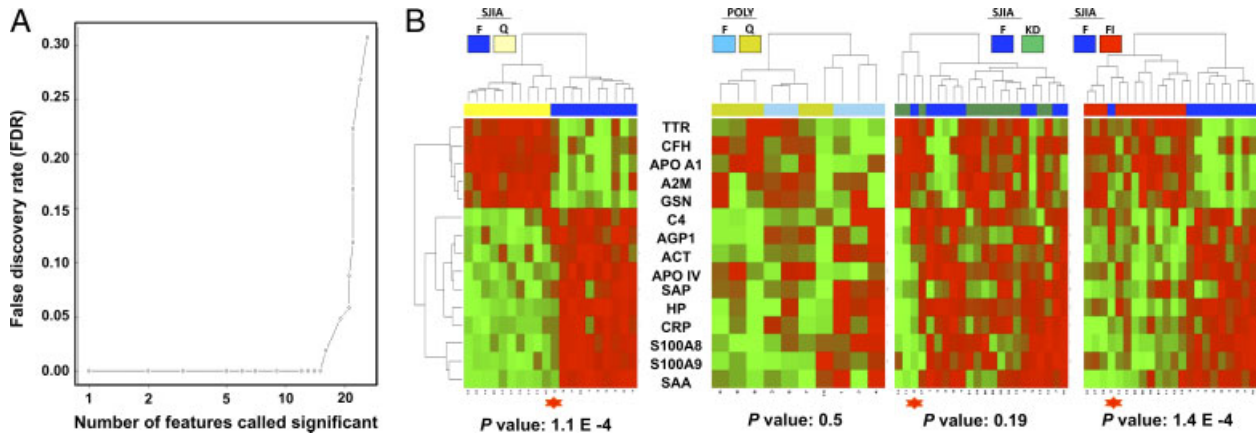 A
False discovery rate (FDR)
0.30
0.25
0.20
0.15
0.10
0.05
0.00
1
2
5
10
20
Number of features called significant
B
SJIA
F Q
POLY
F Q
SJIA
F KD
SJIA
F FI
TTR
CFH
APO A1
A2M
GSN
C4
AGP1
ACT
APO IV
SAP
HP
CRP
S100A8
S100A9
SAA
P value: 1.1 E -4
P value: 0.5
P value: 0.19
P value: 1.4 E -4